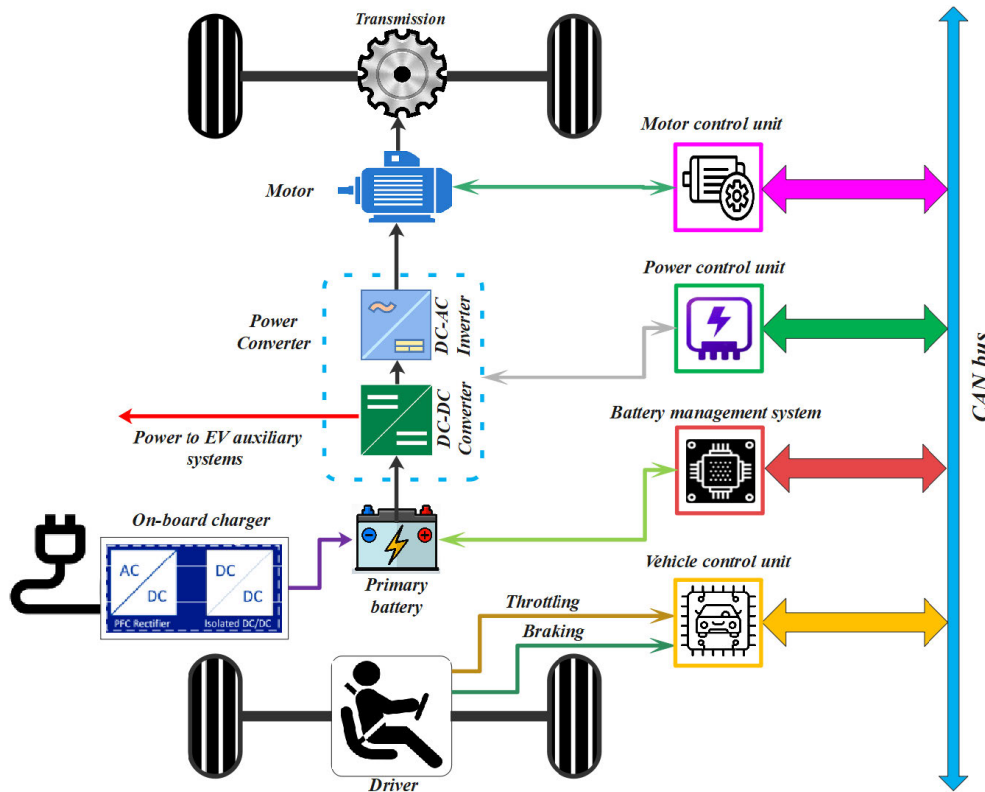 Transmission
Motor control unit
Motor
Power control unit
Power
Converter
DC-AC
Inverter
DC-DC
Converter
CAN bus
Battery management system
Power to EV auxiliary
systems
On-board charger
AC
DC
DC
DC
PFC Rectifier
Isolated DC/DC
Primary
battery
Vehicle control unit
Throttling
Braking
Driver